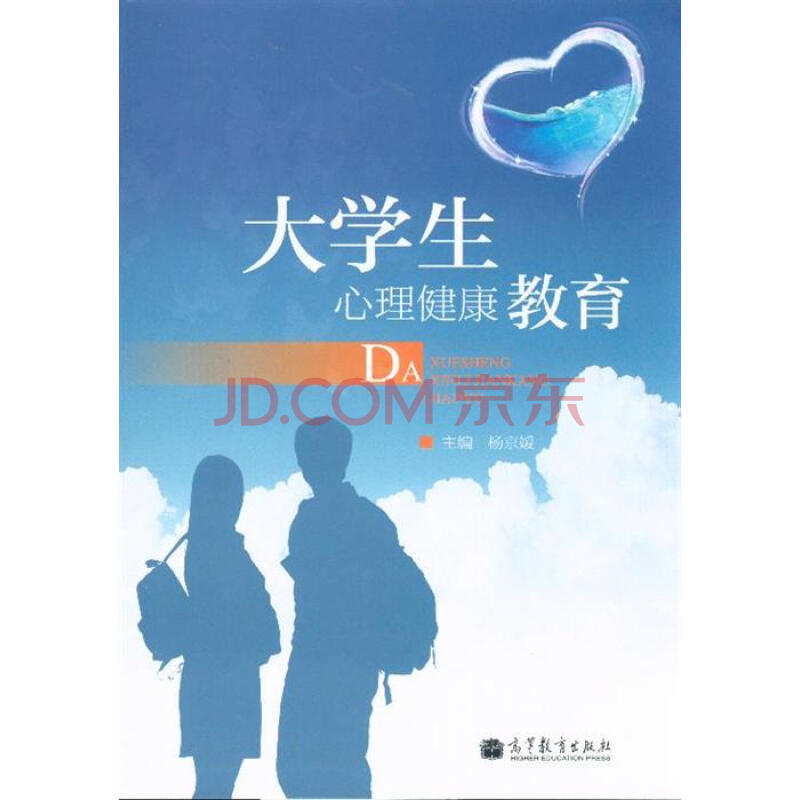 大学生
心理健康教育
DA XUESHENG
主编 杨京媛
JD.COM 京东
高等教育出版社
HIGHER EDUCATION PRESS